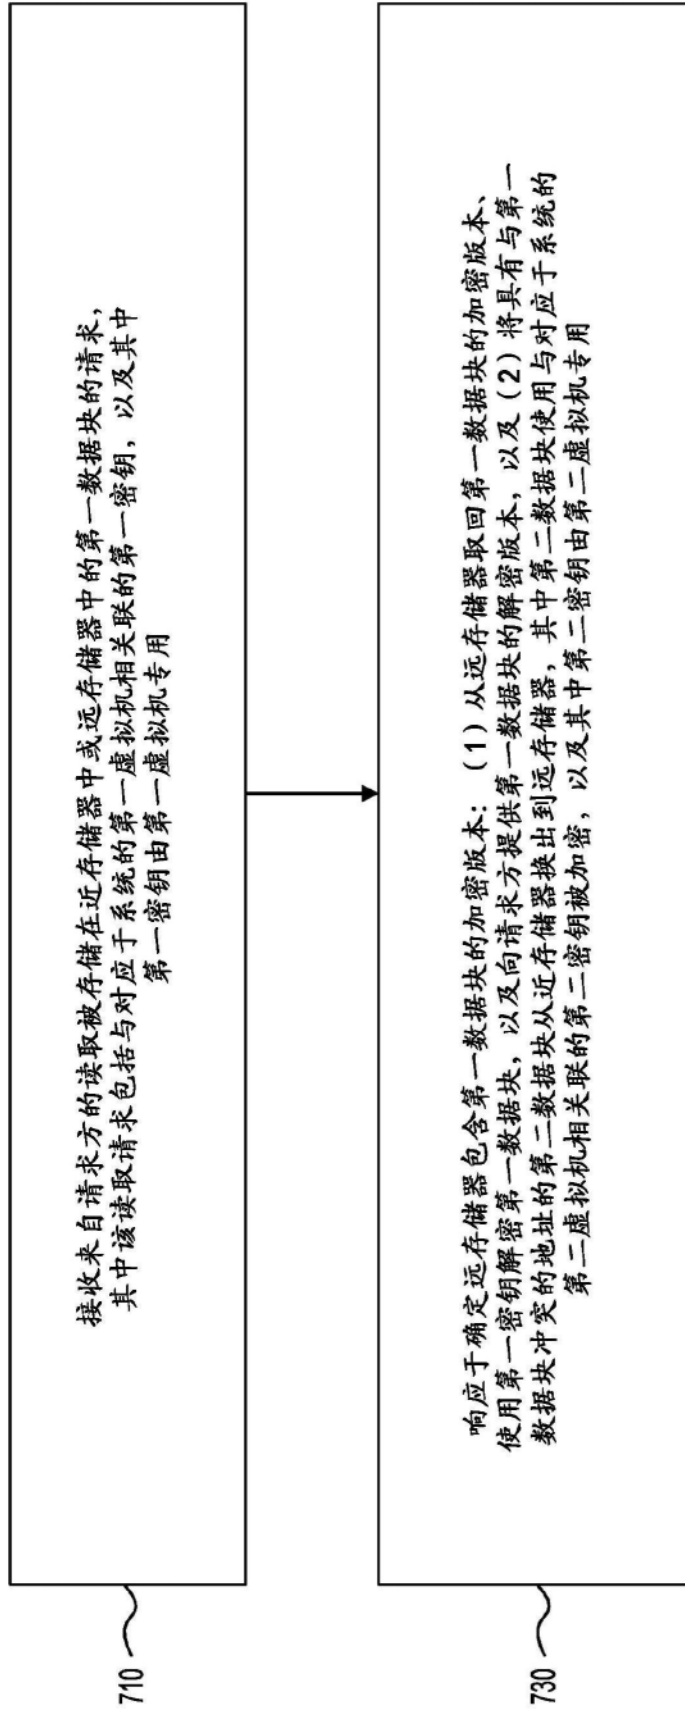 接收来自请求方的读取被存储在近存储器中或远存储器中的第一数据块的请求，
其中该读取请求包括与对应于系统的第一虚拟机相关联的第一密钥，以及其中
第一密钥由第一虚拟机专用
710
响应于确定远存储器包含第一数据块的加密版本：（1）从远存储器取回第一数据块的加密版本、
使用第一密钥解密第一数据块，以及向请求方提供第一数据块的解密版本，以及（2）将具有与第一
数据块冲突的地址的第二数据块从近存储器换出到远存储器，其中第二数据块使用与对应于系统的
第二虚拟机相关联的第二密钥被加密，以及其中第二密钥由第二虚拟机专用
730